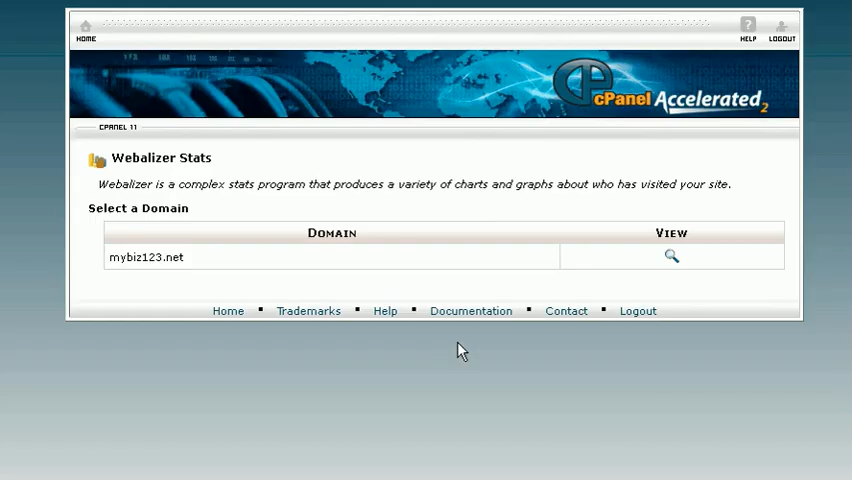 HOME
HELP
LOGOUT
cPanel Accelerated2
CPANEL 11
Webalizer Stats
Webalizer is a complex stats program that produces a variety of charts and graphs about who has visited your site.
Select a Domain
DOMAIN VIEW
mybiz123.net
Home ▪ Trademarks ▪ Help ▪ Documentation ▪ Contact ▪ Logout